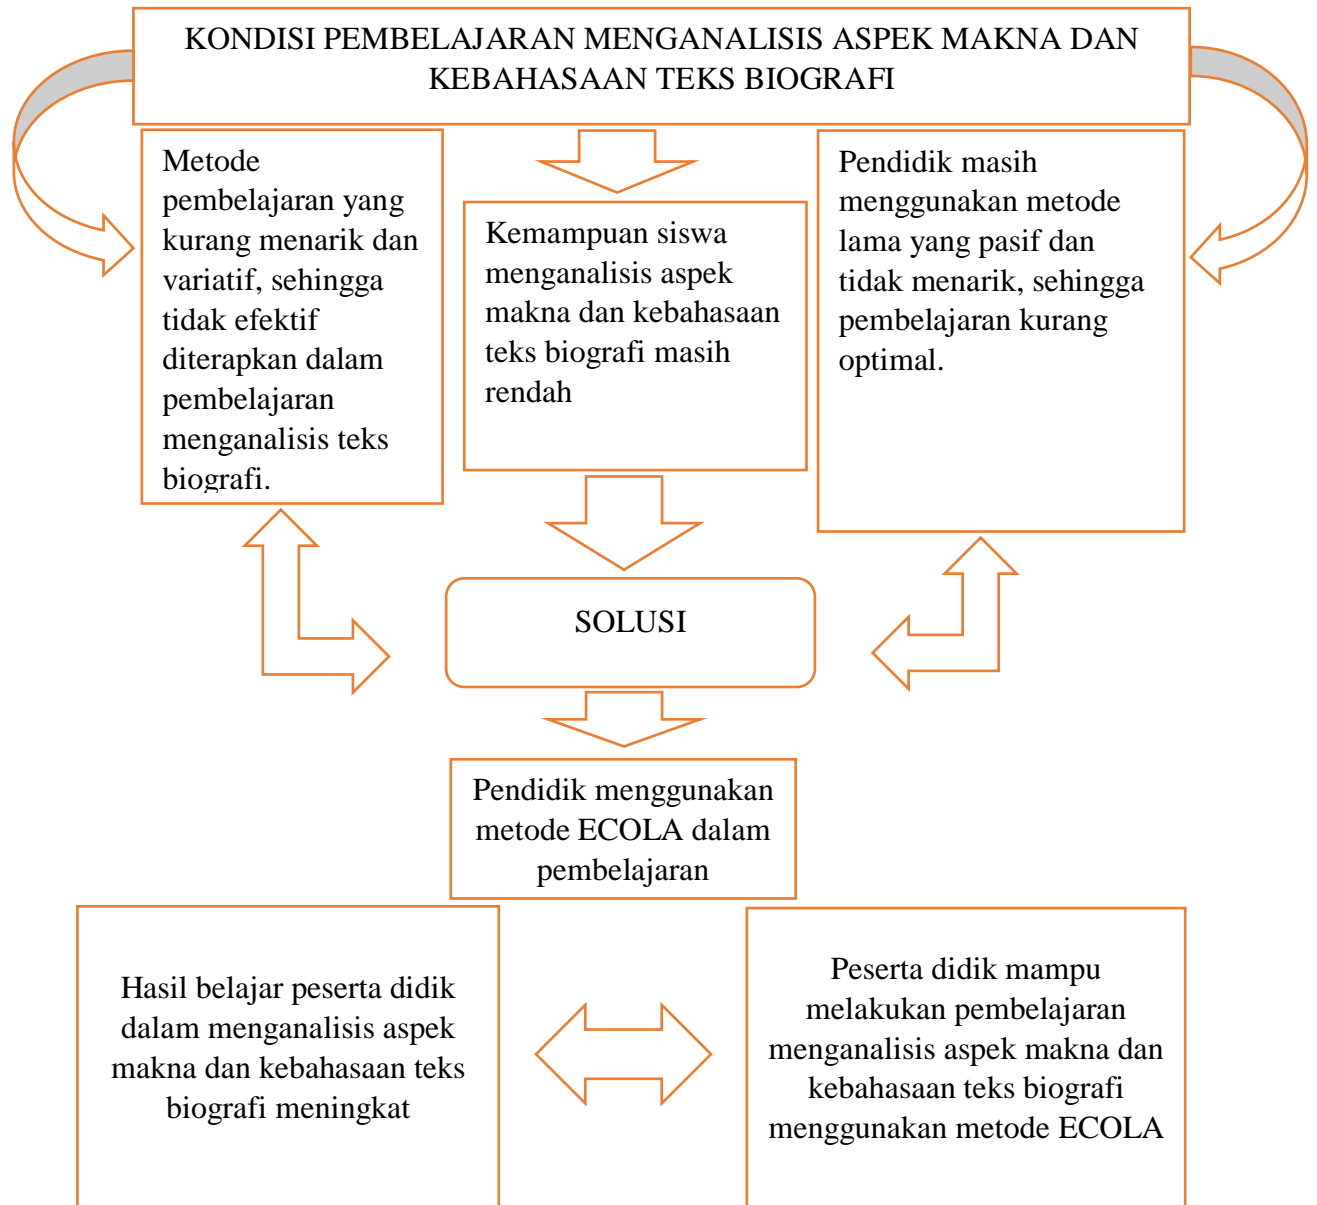 KONDISI PEMBELAJARAN MENGANALISIS ASPEK MAKNA DAN
KEBAHASAAN TEKS BIOGRAFI
Metode
pembelajaran yang
kurang menarik dan
variatif, sehingga
tidak efektif
diterapkan dalam
pembelajaran
menganalisis teks
biografi.
Kemampuan siswa
menganalisis aspek
makna dan kebahasaan
teks biografi masih
rendah
Pendidik masih
menggunakan metode
lama yang pasif dan
tidak menarik, sehingga
pembelajaran kurang
optimal.
SOLUSI
Pendidik menggunakan
metode ECOLA dalam
pembelajaran
Hasil belajar peserta didik
dalam menganalisis aspek
makna dan kebahasaan teks
biografi meningkat
Peserta didik mampu
melakukan pembelajaran
menganalisis aspek makna dan
kebahasaan teks biografi
menggunakan metode ECOLA